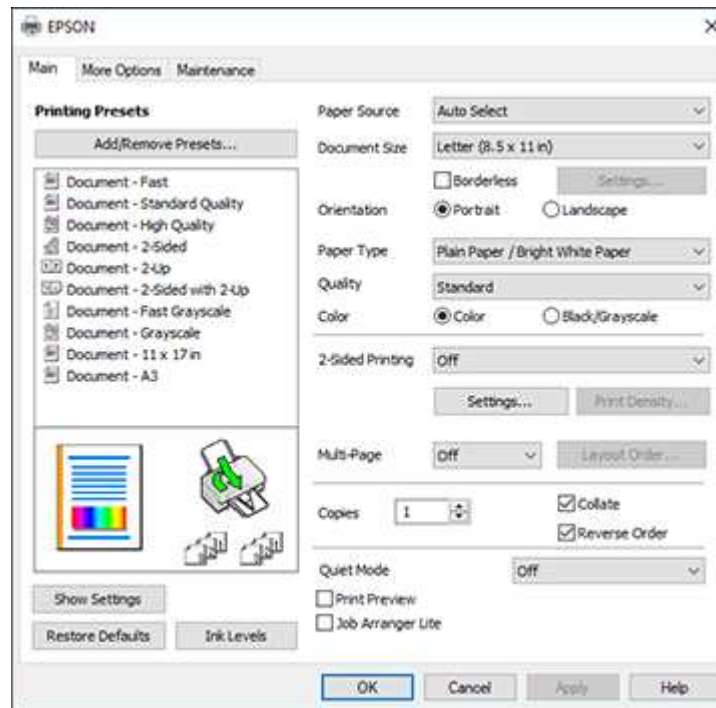 EPSON
Main More Options Maintenance
Printing Presets
Add/Remove Presets...
Document - Fast
Document - Standard Quality
Document - High Quality
Document - 2-Sided
Document - 2-Up
Document - 2-Sided with 2-Up
Document - Fast Grayscale
Document - Grayscale
Document - 11 x 17 in
Document - A3
Show Settings
Restore Defaults Ink Levels
Paper Source Auto Select
Document Size Letter (8.5 x 11 in)
Borderless Settings...
Orientation Portrait Landscape
Paper Type Plain Paper / Bright White Paper
Quality Standard
Color Color Black/Grayscale
2-Sided Printing Off
Settings... Print Density...
Multi-Page Off Layout Order...
Copies 1 Collate
Reverse Order
Quiet Mode Off
Print Preview
Job Arranger Lite
OK Cancel Apply Help